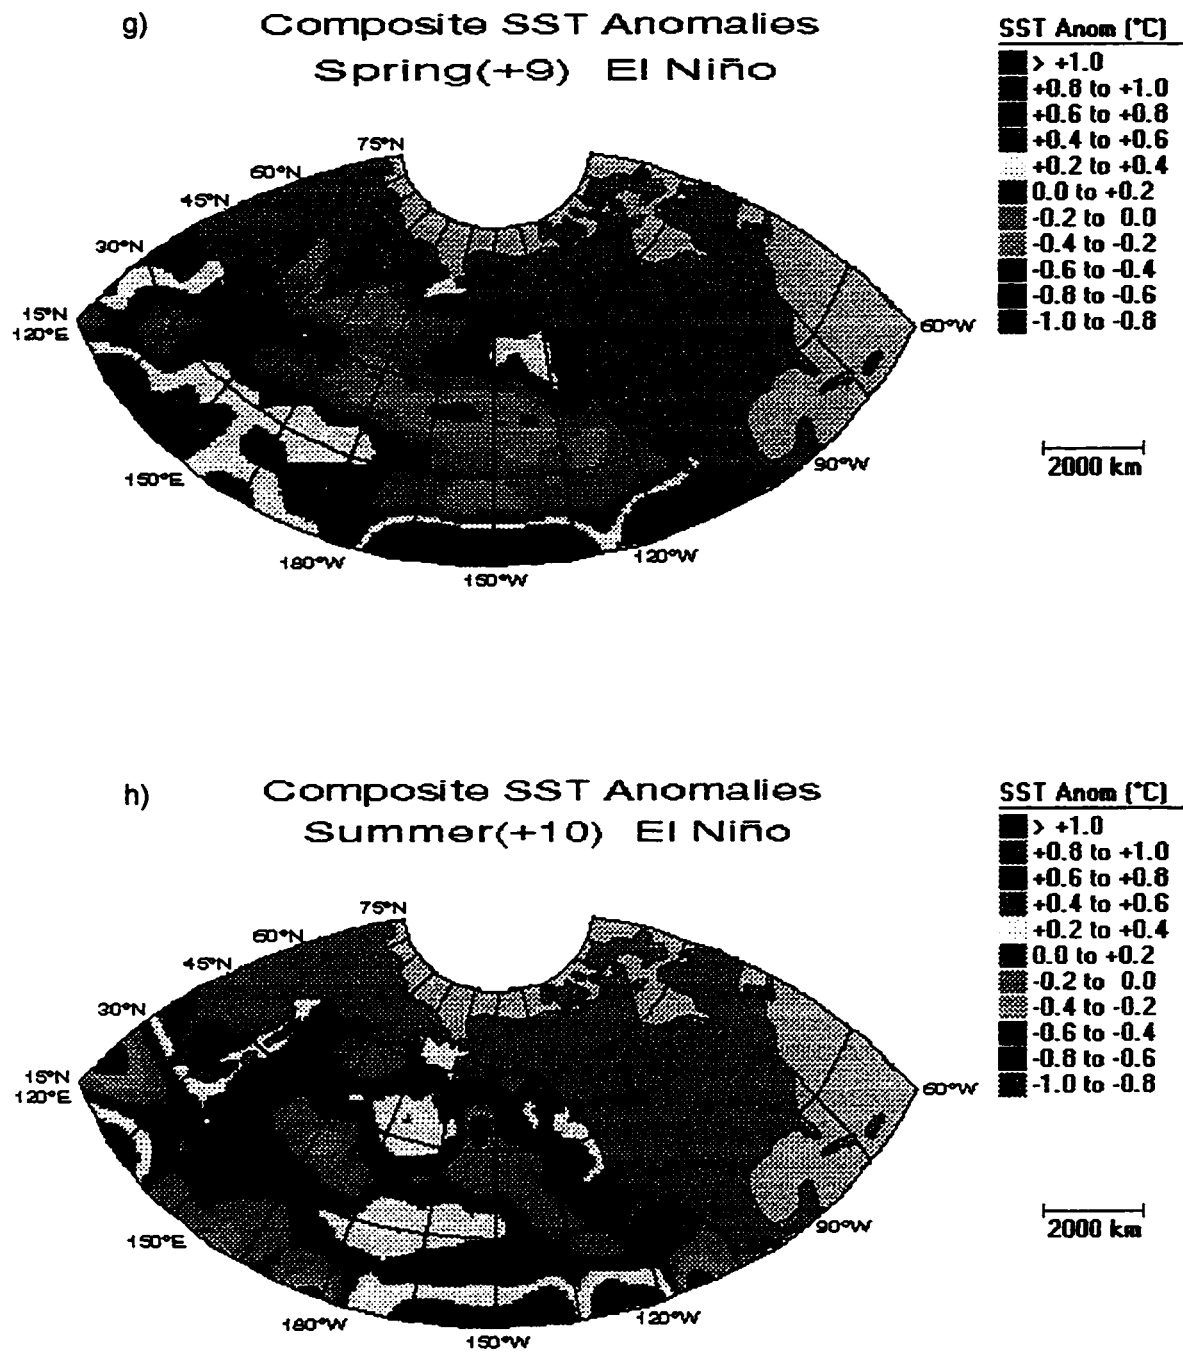 g)
Composite SST Anomalies
Spring(+9) El Niño
SST Anom (°C)
> +1.0
+0.8 to +1.0
+0.6 to +0.8
+0.4 to +0.6
+0.2 to +0.4
0.0 to +0.2
-0.2 to 0.0
-0.4 to -0.2
-0.6 to -0.4
-0.8 to -0.6
-1.0 to -0.8
75°N
60°N
45°N
30°N
15°N
120°E
150°E
180°W
150°W
120°W
90°W
60°W
2000 km
h)
Composite SST Anomalies
Summer(+10) El Niño
SST Anom (°C)
> +1.0
+0.8 to +1.0
+0.6 to +0.8
+0.4 to +0.6
+0.2 to +0.4
0.0 to +0.2
-0.2 to 0.0
-0.4 to -0.2
-0.6 to -0.4
-0.8 to -0.6
-1.0 to -0.8
75°N
60°N
45°N
30°N
15°N
120°E
150°E
180°W
150°W
120°W
90°W
60°W
2000 km